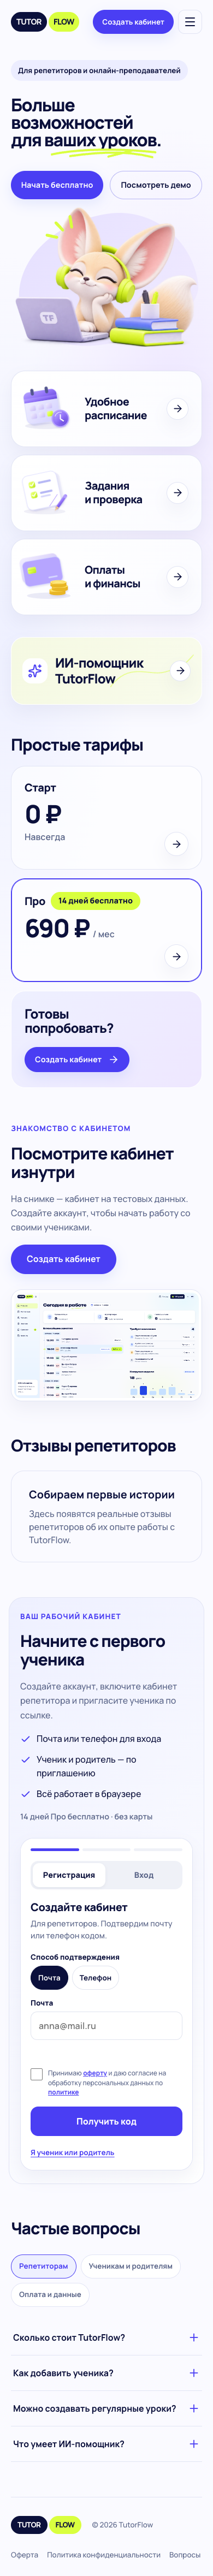 TUTOR FLOW
Создать кабинет
Для репетиторов и онлайн-преподавателей
Больше
возможностей
для ваших уроков.
Начать бесплатно
Посмотреть демо
TF
Удобное
расписание
Задания
и проверка
Оплаты
и финансы
ИИ-помощник
TutorFlow
Простые тарифы
Старт
0 ₽
Навсегда
Про 14 дней бесплатно
690 ₽ / мес
Готовы
попробовать?
Создать кабинет
ЗНАКОМСТВО С КАБИНЕТОМ
Посмотрите кабинет
изнутри
На снимке — кабинет на тестовых данных.
Создайте аккаунт, чтобы начать работу со
своими учениками.
Создать кабинет
Сегодня в работе
Отзывы репетиторов
Собираем первые истории
Здесь появятся реальные отзывы
репетиторов об их опыте работы с
TutorFlow.
ВАШ РАБОЧИЙ КАБИНЕТ
Начните с первого
ученика
Создайте аккаунт, включите кабинет
репетитора и пригласите ученика по
ссылке.
Почта или телефон для входа
Ученик и родитель — по
приглашению
Всё работает в браузере
14 дней Про бесплатно · без карты
Регистрация
Вход
Создайте кабинет
Для репетиторов. Подтвердим почту
или телефон кодом.
Способ подтверждения
Почта
Телефон
Почта
anna@mail.ru
Принимаю оферту и даю согласие на
обработку персональных данных по
политике
Получить код
Я ученик или родитель
Частые вопросы
Репетиторам
Ученикам и родителям
Оплата и данные
Сколько стоит TutorFlow?
Как добавить ученика?
Можно создавать регулярные уроки?
Что умеет ИИ-помощник?
TUTOR FLOW
© 2026 TutorFlow
Оферта
Политика конфиденциальности
Вопросы